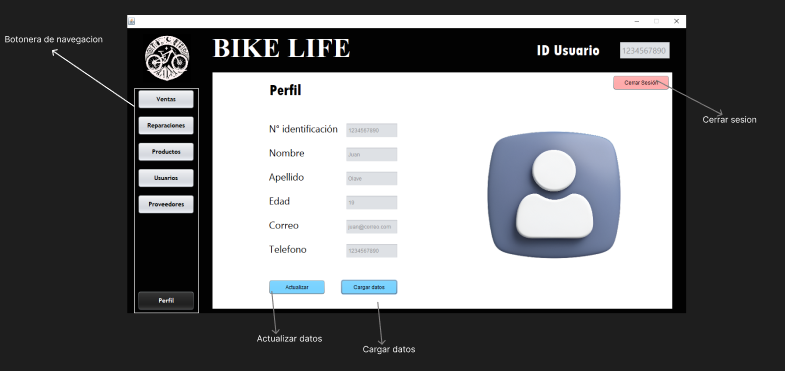 Botonera de navegacion
BIKE LIFE
ID Usuario
1234567890
Cerrar Sesión
Perfil
Cerrar sesion
Ventas
Reparaciones
Productos
Usuarios
Proveedores
Perfil
N° identificación
1234567890
Nombre
Juan
Apellido
Olave
Edad
19
Correo
juan@correo.com
Telefono
1234567890
Actualizar
Cargar datos
Actualizar datos
Cargar datos